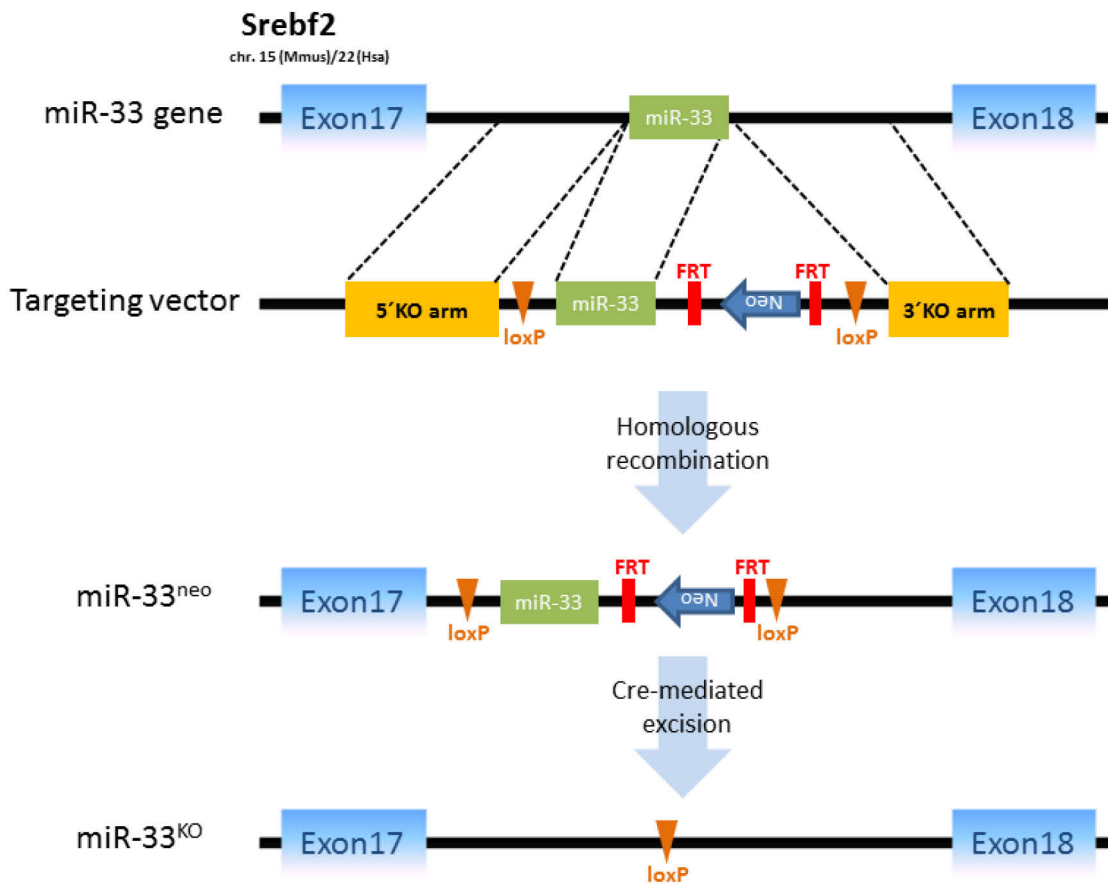 Srebf2
chr. 15 (Mmus)/22(Hsa)
miR-33 gene
Exon17
miR-33
Exon18
Targeting vector
5´KO arm
loxP
miR-33
FRT
Neo
FRT
loxP
3´KO arm
Homologous
recombination
miR-33neo
Exon17
loxP
miR-33
FRT
Neo
FRT
loxP
Exon18
Cre-mediated
excision
miR-33KO
Exon17
loxP
Exon18